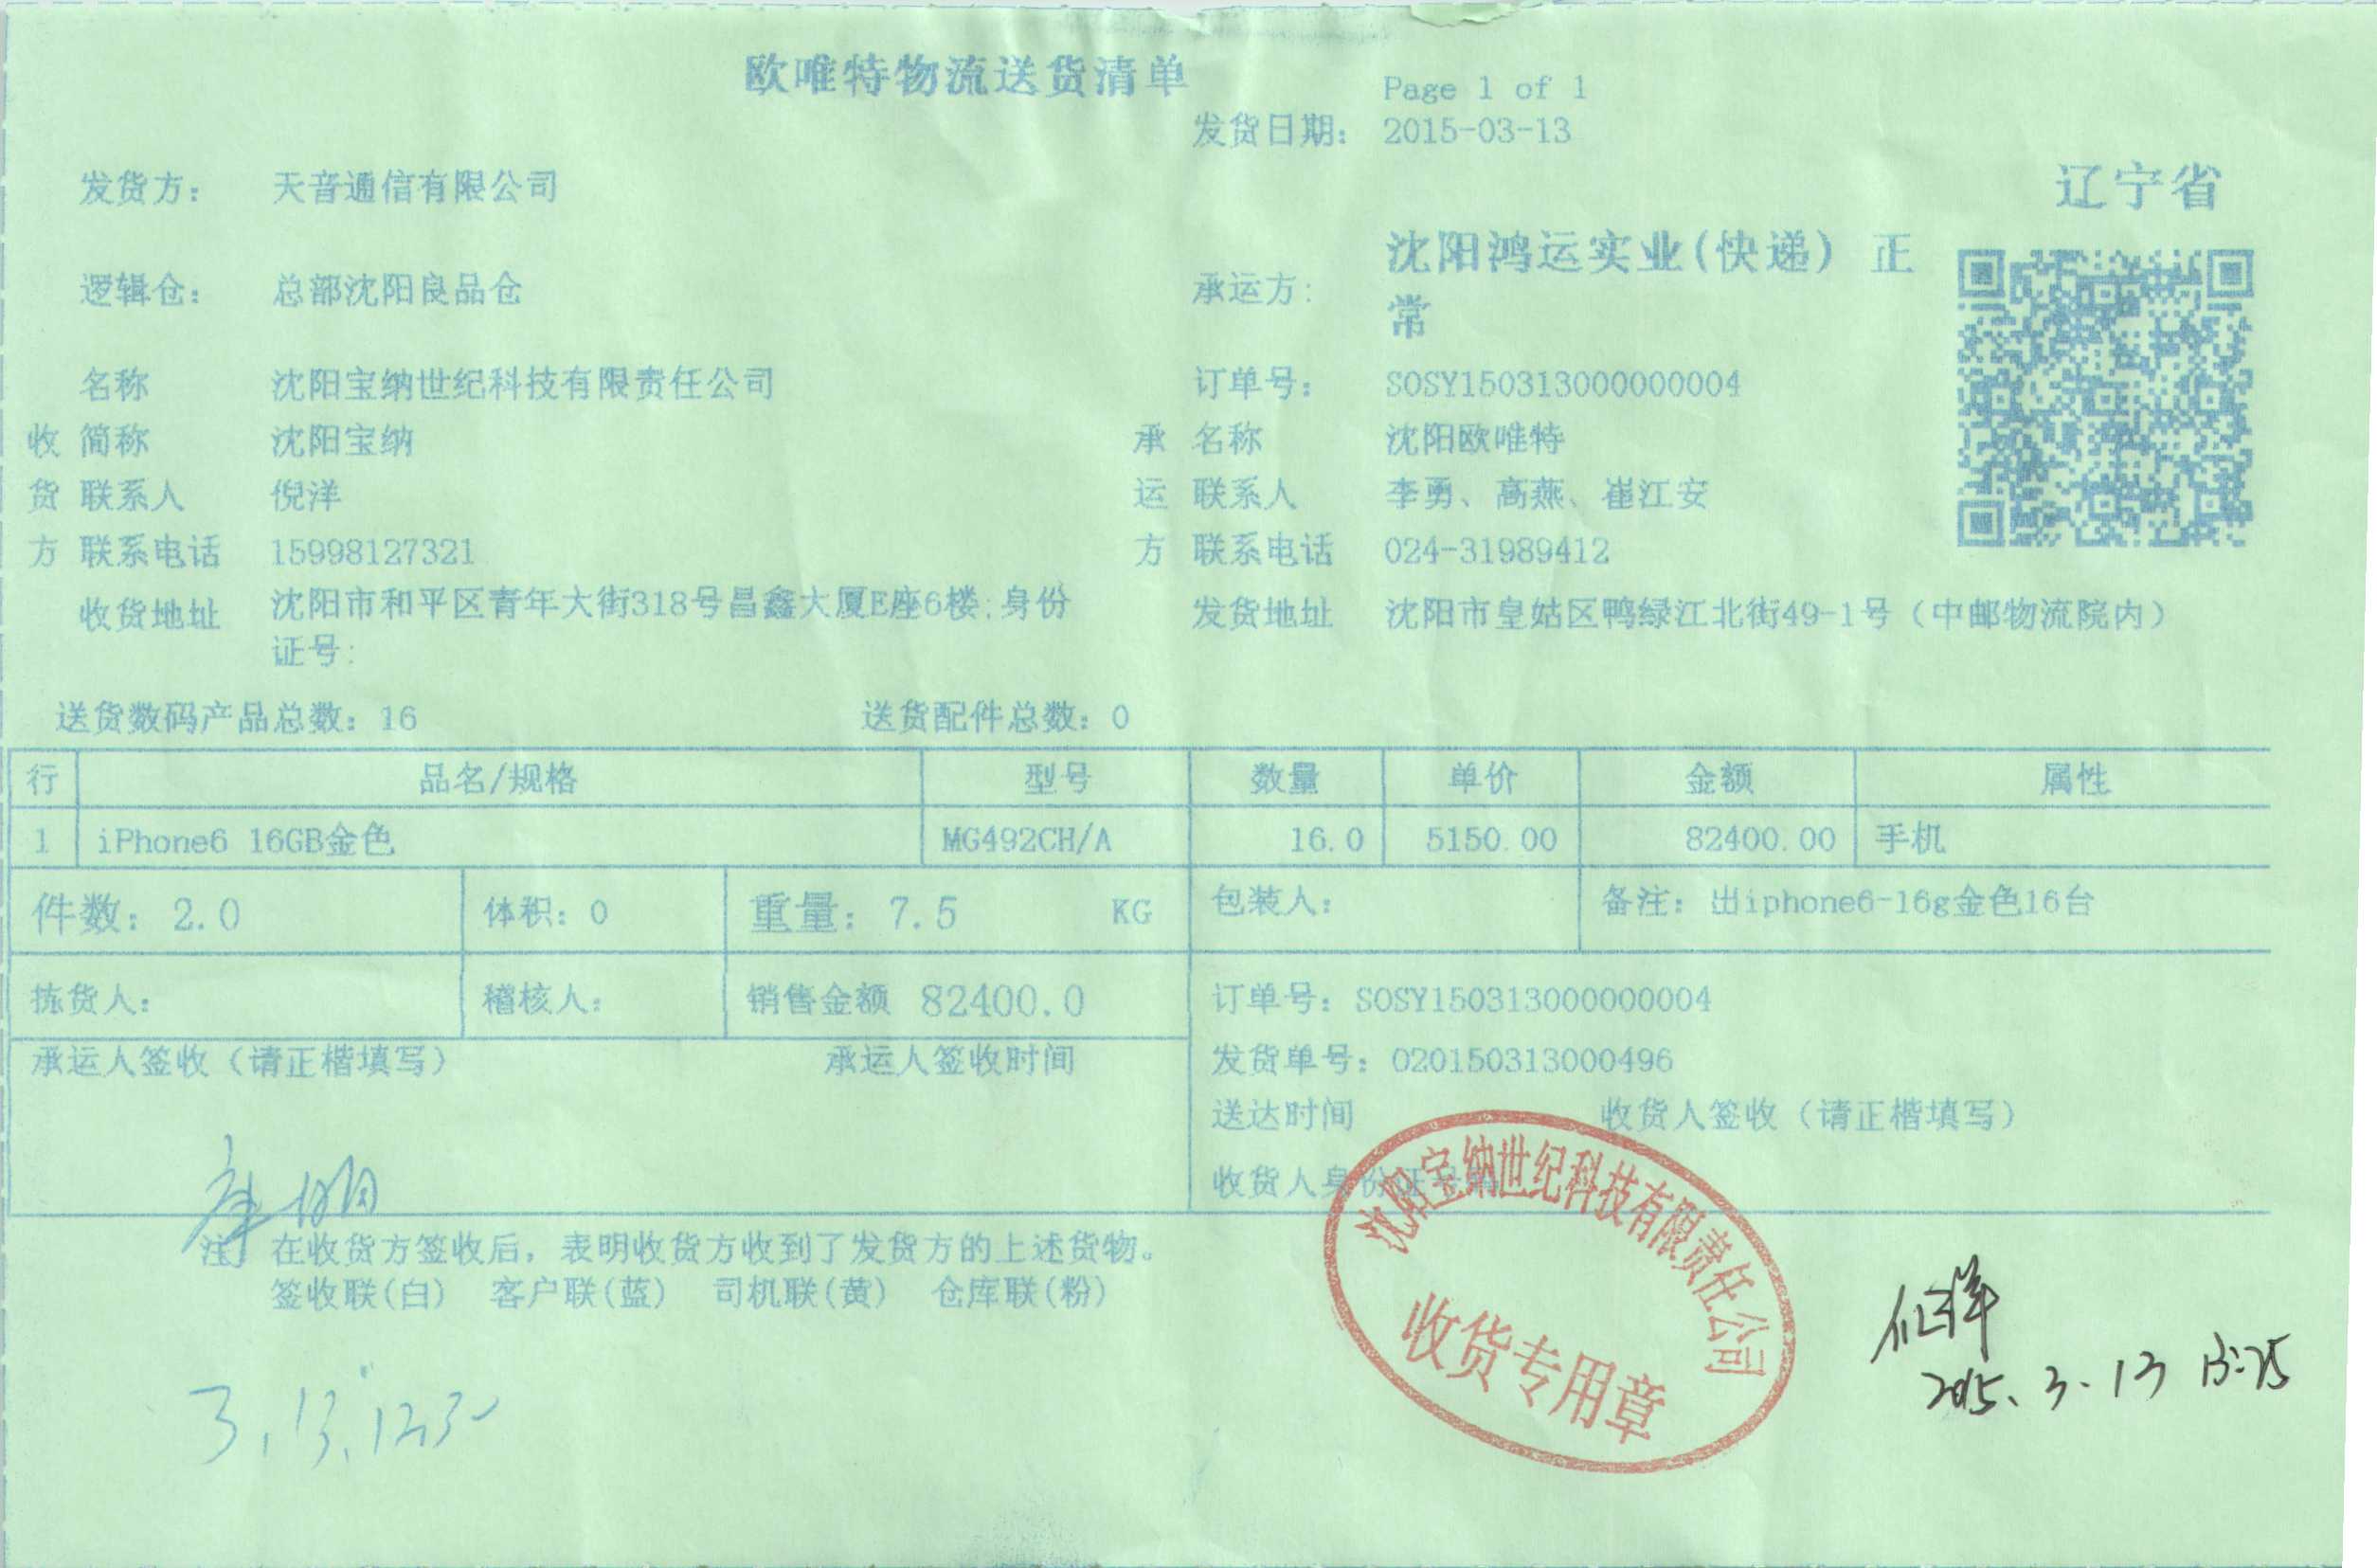 欧唯特物流送货清单
Page 1 of 1
发货日期： 2015-03-13
发货方： 天音通信有限公司
辽宁省
逻辑仓： 总部沈阳良品仓
承运方： 沈阳鸿运实业(快递) 正
常
名称 沈阳宝纳世纪科技有限责任公司
订单号： SOSY150313000000004
收 简称 沈阳宝纳
承 名称 沈阳欧唯特
货 联系人 倪洋
运 联系人 李勇、高燕、崔江安
方 联系电话 15998127321
方 联系电话 024-31989412
收货地址 沈阳市和平区青年大街318号昌鑫大厦E座6楼;身份
证号:
发货地址 沈阳市皇姑区鸭绿江北街49-1号（中邮物流院内）
送货数码产品总数：16 送货配件总数：0
行 品名/规格 型号 数量 单价 金额 属性
1 iPhone6 16GB金色 MG492CH/A 16.0 5150.00 82400.00 手机
件数：2.0 体积：0 重量：7.5 KG 包装人： 备注：出iphone6-16g金色16台
拣货人： 稽核人： 销售金额 82400.0 订单号：SOSY150313000000004
承运人签收（请正楷填写） 承运人签收时间 发货单号：020150313000496
送达时间 收货人签收（请正楷填写）
收货人身份证号码
沈阳宝纳世纪科技有限责任公司
收货专用章
注 在收货方签收后，表明收货方收到了发货方的上述货物。
签收联(白) 客户联(蓝) 司机联(黄) 仓库联(粉)
倪洋
2015.3.13
3.13